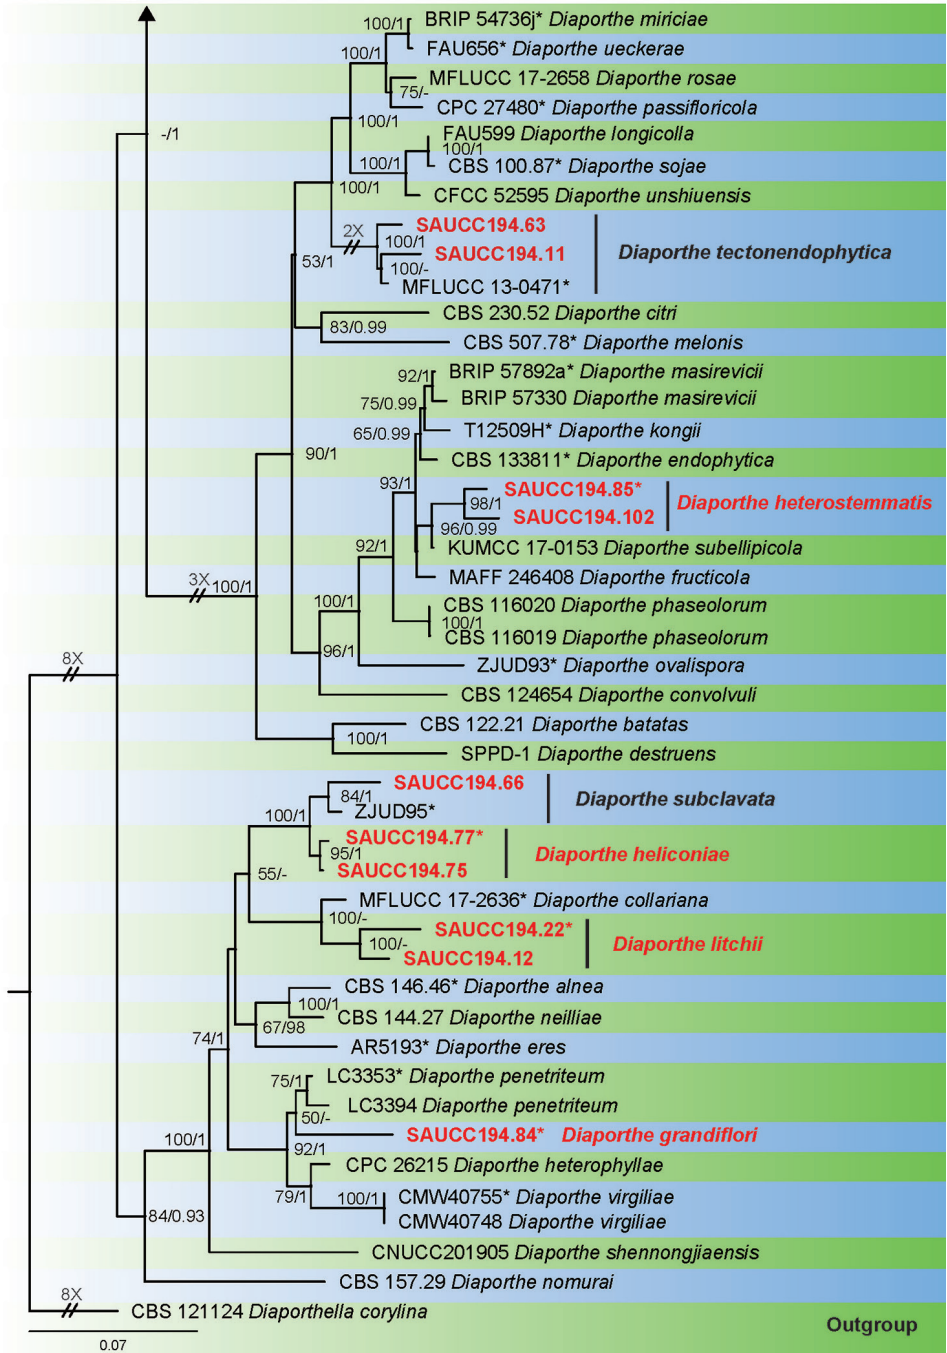 BRIP 54736j* Diaporthe miriciae
100/1
FAU656* Diaporthe ueckerae
100/1
MFLUCC 17-2658 Diaporthe rosae
75/-
CPC 27480* Diaporthe passifloricola
100/1
-/1
FAU599 Diaporthe longicolla
100/1
100/1
CBS 100.87* Diaporthe sojae
100/1
CFCC 52595 Diaporthe unshiuensis
SAUCC194.63
2X
100/1
SAUCC194.11
Diaporthe tectonendophytica
53/1
100/-
MFLUCC 13-0471*
CBS 230.52 Diaporthe citri
83/0.99
CBS 507.78* Diaporthe melonis
BRIP 57892a* Diaporthe masirevicii
92/1
BRIP 57330 Diaporthe masirevicii
75/0.99
T12509H* Diaporthe kongii
65/0.99
90/1
CBS 133811* Diaporthe endophytica
93/1
SAUCC194.85*
98/1
Diaporthe heterostemmatis
SAUCC194.102
96/0.99
92/1
KUMCC 17-0153 Diaporthe subellipicola
MAFF 246408 Diaporthe fructicola
3X
100/1
100/1
CBS 116020 Diaporthe phaseolorum
100/1
CBS 116019 Diaporthe phaseolorum
96/1
8X
ZJUD93* Diaporthe ovalispora
CBS 124654 Diaporthe convolvuli
CBS 122.21 Diaporthe batatas
100/1
SPPD-1 Diaporthe destruens
SAUCC194.66
84/1
Diaporthe subclavata
100/1
ZJUD95*
SAUCC194.77*
95/1
Diaporthe heliconiae
SAUCC194.75
55/-
MFLUCC 17-2636* Diaporthe collariana
100/-
SAUCC194.22*
100/-
Diaporthe litchii
SAUCC194.12
CBS 146.46* Diaporthe alnea
100/1
CBS 144.27 Diaporthe neilliae
67/98
74/1
AR5193* Diaporthe eres
LC3353* Diaporthe penetriteum
75/1
LC3394 Diaporthe penetriteum
50/-
SAUCC194.84* Diaporthe grandiflori
100/1
92/1
CPC 26215 Diaporthe heterophyllae
79/1
100/1
CMW40755* Diaporthe virgiliae
CMW40748 Diaporthe virgiliae
84/0.93
CNUCC201905 Diaporthe shennongjiaensis
CBS 157.29 Diaporthe nomurai
8X
CBS 121124 Diaporthella corylina
Outgroup
0.07